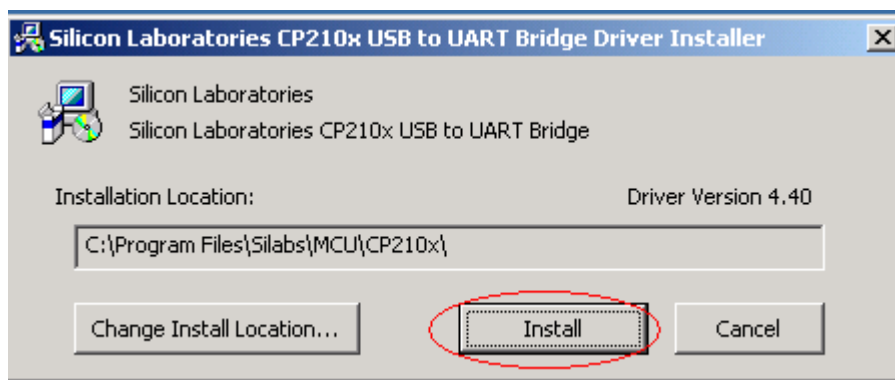 Silicon Laboratories CP210x USB to UART Bridge Driver Installer
Silicon Laboratories
Silicon Laboratories CP210x USB to UART Bridge
Installation Location: Driver Version 4.40
C:\Program Files\Silabs\MCU\CP210x\
Change Install Location... Install Cancel